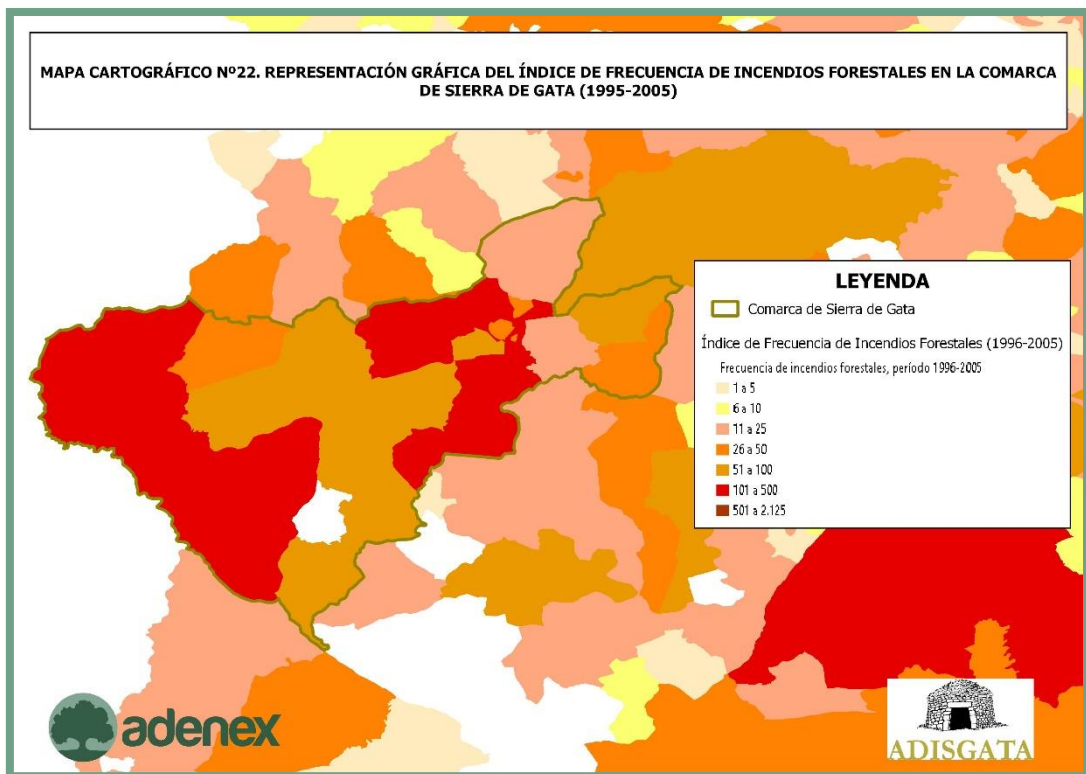 MAPA CARTOGRÁFICO Nº22. REPRESENTACIÓN GRÁFICA DEL ÍNDICE DE FRECUENCIA DE INCENDIOS FORESTALES EN LA COMARCA
DE SIERRA DE GATA (1995-2005)
LEYENDA
Comarca de Sierra de Gata
Índice de Frecuencia de Incendios Forestales (1996-2005)
Frecuencia de incendios forestales, período 1996-2005
1 a 5
6 a 10
11 a 25
26 a 50
51 a 100
101 a 500
501 a 2.125
adenex
ADISGATA